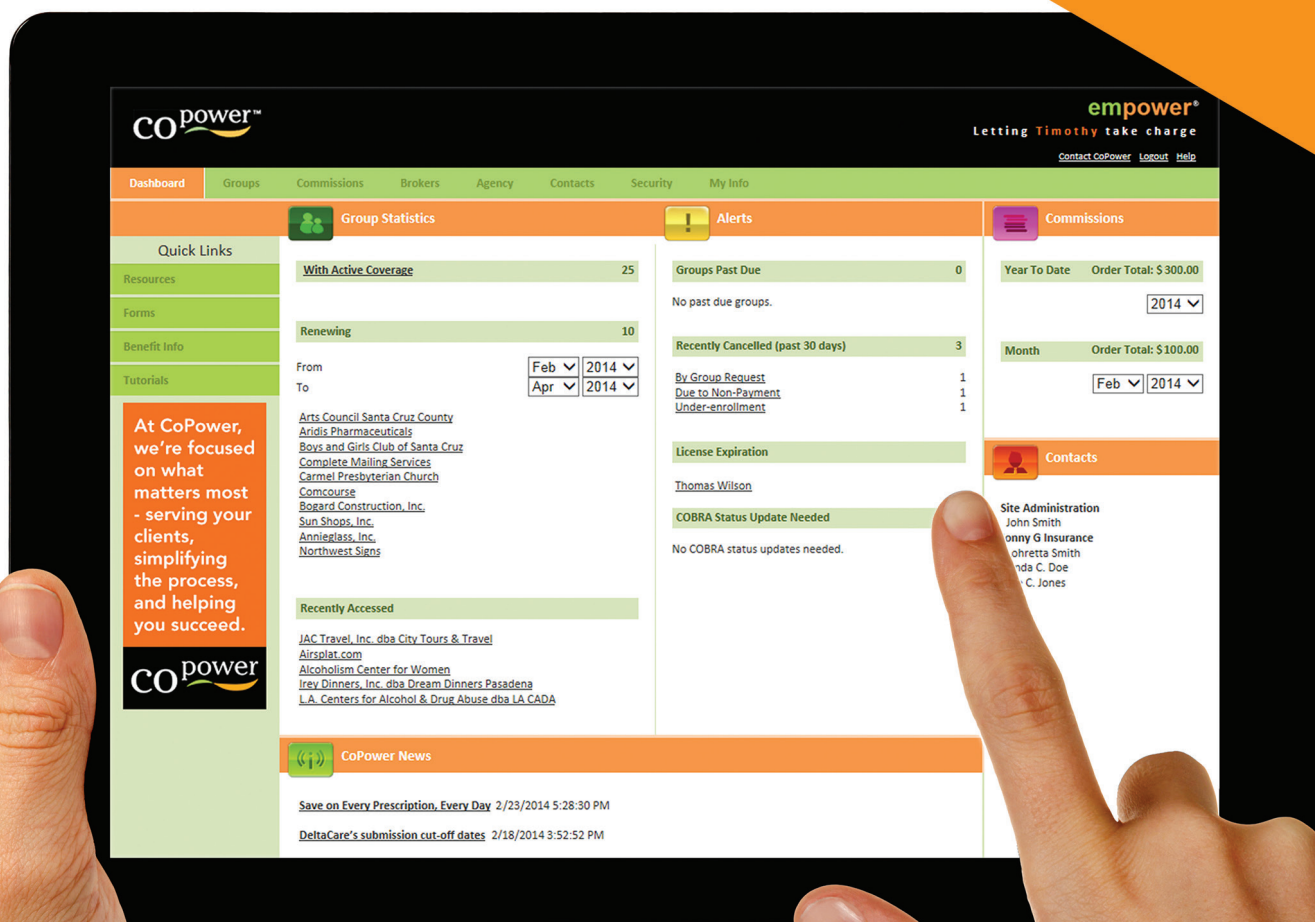 copower™
empower®
Letting Timothy take charge
Contact CoPower Logout Help
Dashboard Groups Commissions Brokers Agency Contacts Security My Info
Group Statistics
Alerts
Commissions
Quick Links
Resources
Forms
Benefit Info
Tutorials
At CoPower,
we're focused
on what
matters most
- serving your
clients,
simplifying
the process,
and helping
you succeed.
copower
With Active Coverage 25
Renewing 10
From Feb 2014
To Apr 2014
Arts Council Santa Cruz County
Aridis Pharmaceuticals
Boys and Girls Club of Santa Cruz
Complete Mailing Services
Carmel Presbyterian Church
Comcourse
Bogard Construction, Inc.
Sun Shops, Inc.
Annieglass, Inc.
Northwest Signs
Recently Accessed
JAC Travel, Inc. dba City Tours & Travel
Airsplat.com
Alcoholism Center for Women
Irey Dinners, Inc. dba Dream Dinners Pasadena
L.A. Centers for Alcohol & Drug Abuse dba LA CADA
Groups Past Due 0
No past due groups.
Recently Cancelled (past 30 days) 3
By Group Request 1
Due to Non-Payment 1
Under-enrollment 1
License Expiration
Thomas Wilson
COBRA Status Update Needed
No COBRA status updates needed.
Year To Date Order Total: $300.00
2014
Month Order Total: $100.00
Feb 2014
Contacts
Site Administration
John Smith
Insurance
Smith
C. Doe
C. Jones
CoPower News
Save on Every Prescription, Every Day 2/23/2014 5:28:30 PM
DeltaCare's submission cut-off dates 2/18/2014 3:52:52 PM